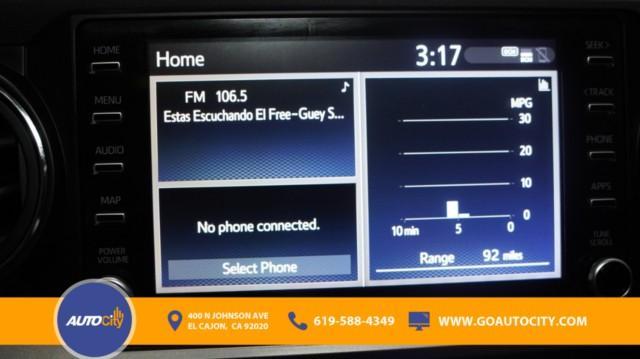 HOME
MENU
AUDIO
MAP
POWER
VOLUME
Home
3:17
SEEK>
<TRACK
PHONE
APPS
TUNE
SCROLL
FM 106.5
Estas Escuchando El Free-Guey S...
No phone connected.
Select Phone
MPG
30
20
10
0
10 min 5 0
Range 92 miles
AUTOCity
400 N JOHNSON AVE
EL CAJON, CA 92020
619-588-4349
WWW.GOAUTOCITY.COM